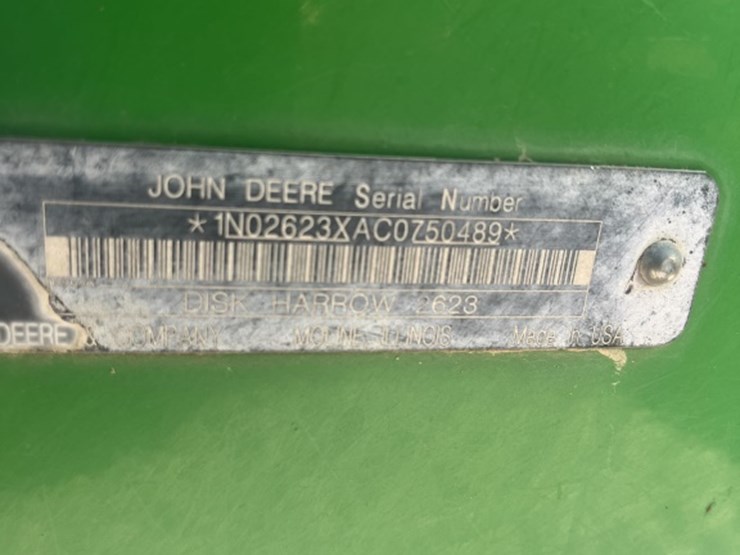 JOHN DEERE Serial Number
*1N02623XAC0750489*
DISK HARROW 2623
DEERE & COMPANY MOLINE, ILLINOIS Made in USA